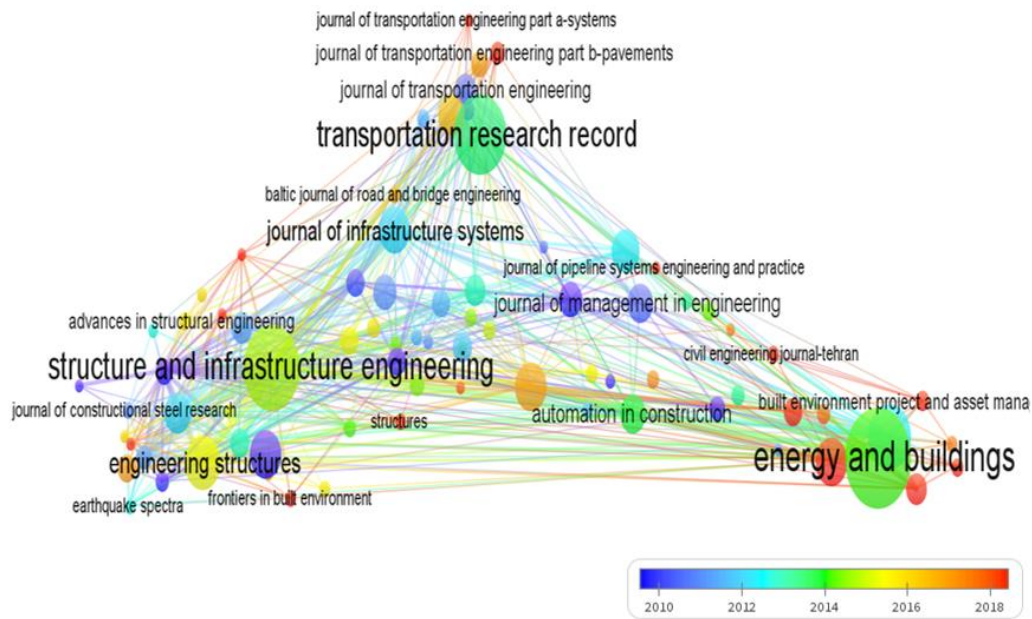 journal of transportation engineering part a-systems
journal of transportation engineering part b-pavements
journal of transportation engineering
transportation research record
baltic journal of road and bridge engineering
journal of infrastructure systems
journal of pipeline systems engineering and practice
journal of management in engineering
advances in structural engineering
structure and infrastructure engineering
civil engineering journal-tehran
journal of constructional steel research
structures
automation in construction
built environment project and asset mana
engineering structures
energy and buildings
earthquake spectra
frontiers in built environment
2010 2012 2014 2016 2018